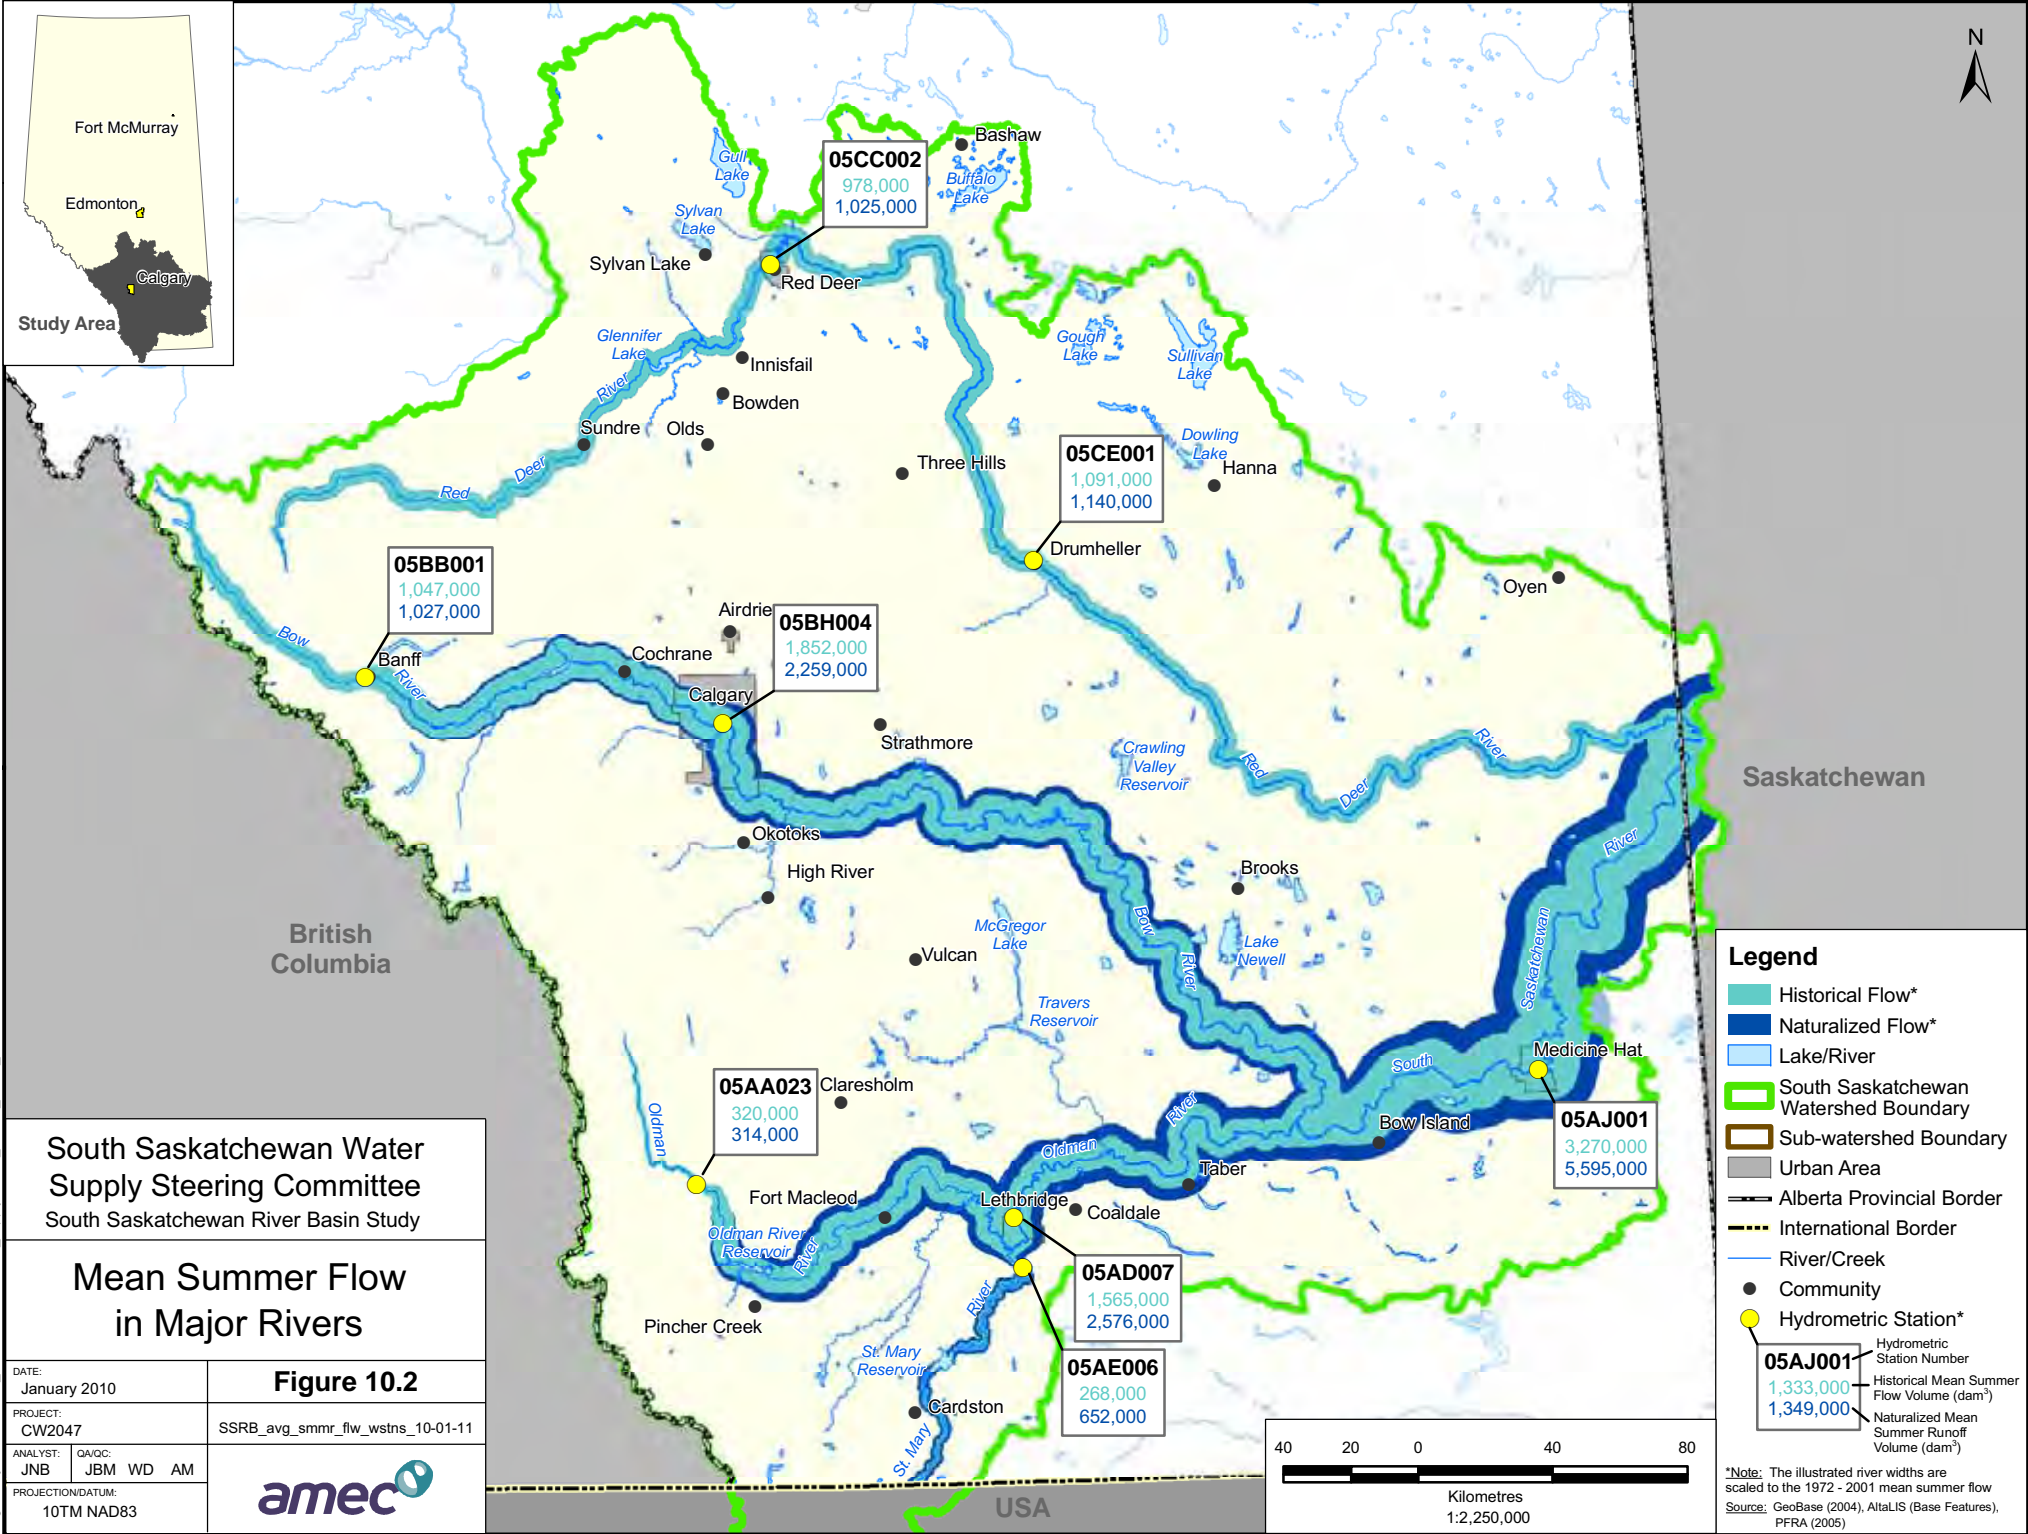 Fort McMurray
Edmonton
Calgary
Study Area
N
Bashaw
Gull
Lake
Buffalo
Lake
05CC002
978,000
1,025,000
Sylvan
Lake
Sylvan Lake
Red Deer
Glennifer
Lake
River
Innisfail
Bowden
Gough
Lake
Sullivan
Lake
Sundre
Olds
Deer
Red
Three Hills
Dowling
Lake
Hanna
05CE001
1,091,000
1,140,000
Drumheller
Oyen
05BB001
1,047,000
1,027,000
Bow
Banff
River
Airdrie
05BH004
1,852,000
2,259,000
Cochrane
Calgary
Strathmore
Crawling
Valley
Reservoir
Red
Deer
River
Saskatchewan
Okotoks
High River
Brooks
River
British
Columbia
McGregor
Lake
Vulcan
Bow
River
Lake
Newell
Saskatchewan
Travers
Reservoir
Medicine Hat
South
05AA023
320,000
314,000
Claresholm
Oldman
River
Bow Island
05AJ001
3,270,000
5,595,000
Oldman
Taber
Fort Macleod
Lethbridge
Coaldale
Oldman River
Reservoir
River
Pincher Creek
River
05AD007
1,565,000
2,576,000
St. Mary
Reservoir
05AE006
268,000
652,000
Cardston
St. Mary
USA
South Saskatchewan Water
Supply Steering Committee
South Saskatchewan River Basin Study
Mean Summer Flow
in Major Rivers
DATE:
January 2010
Figure 10.2
PROJECT:
CW2047
SSRB_avg_smmr_flw_wstns_10-01-11
ANALYST:
JNB
QA/QC:
JBM WD AM
PROJECTION/DATUM:
10TM NAD83
amec
40 20 0 40 80
Kilometres
1:2,250,000
Legend
Historical Flow*
Naturalized Flow*
Lake/River
South Saskatchewan
Watershed Boundary
Sub-watershed Boundary
Urban Area
Alberta Provincial Border
International Border
River/Creek
Community
Hydrometric Station*
05AJ001
1,333,000
1,349,000
Hydrometric
Station Number
Historical Mean Summer
Flow Volume (dam³)
Naturalized Mean
Summer Runoff
Volume (dam³)
*Note: The illustrated river widths are
scaled to the 1972 - 2001 mean summer flow
Source: GeoBase (2004), AltaLIS (Base Features),
PFRA (2005)